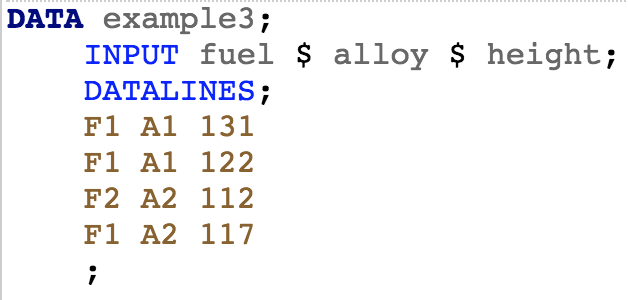 DATA example3;
INPUT fuel $ alloy $ height;
DATALINES;
F1 A1 131
F1 A1 122
F2 A2 112
F1 A2 117
;